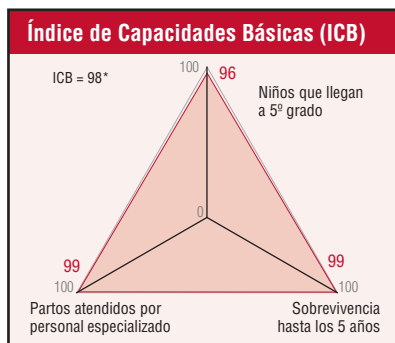 Índice de Capacidades Básicas (ICB)
ICB = 98*
100
96
Niños que llegan
a 5º grado
0
99
100
99
100
Partos atendidos por
personal especializado
Sobrevivencia
hasta los 5 años